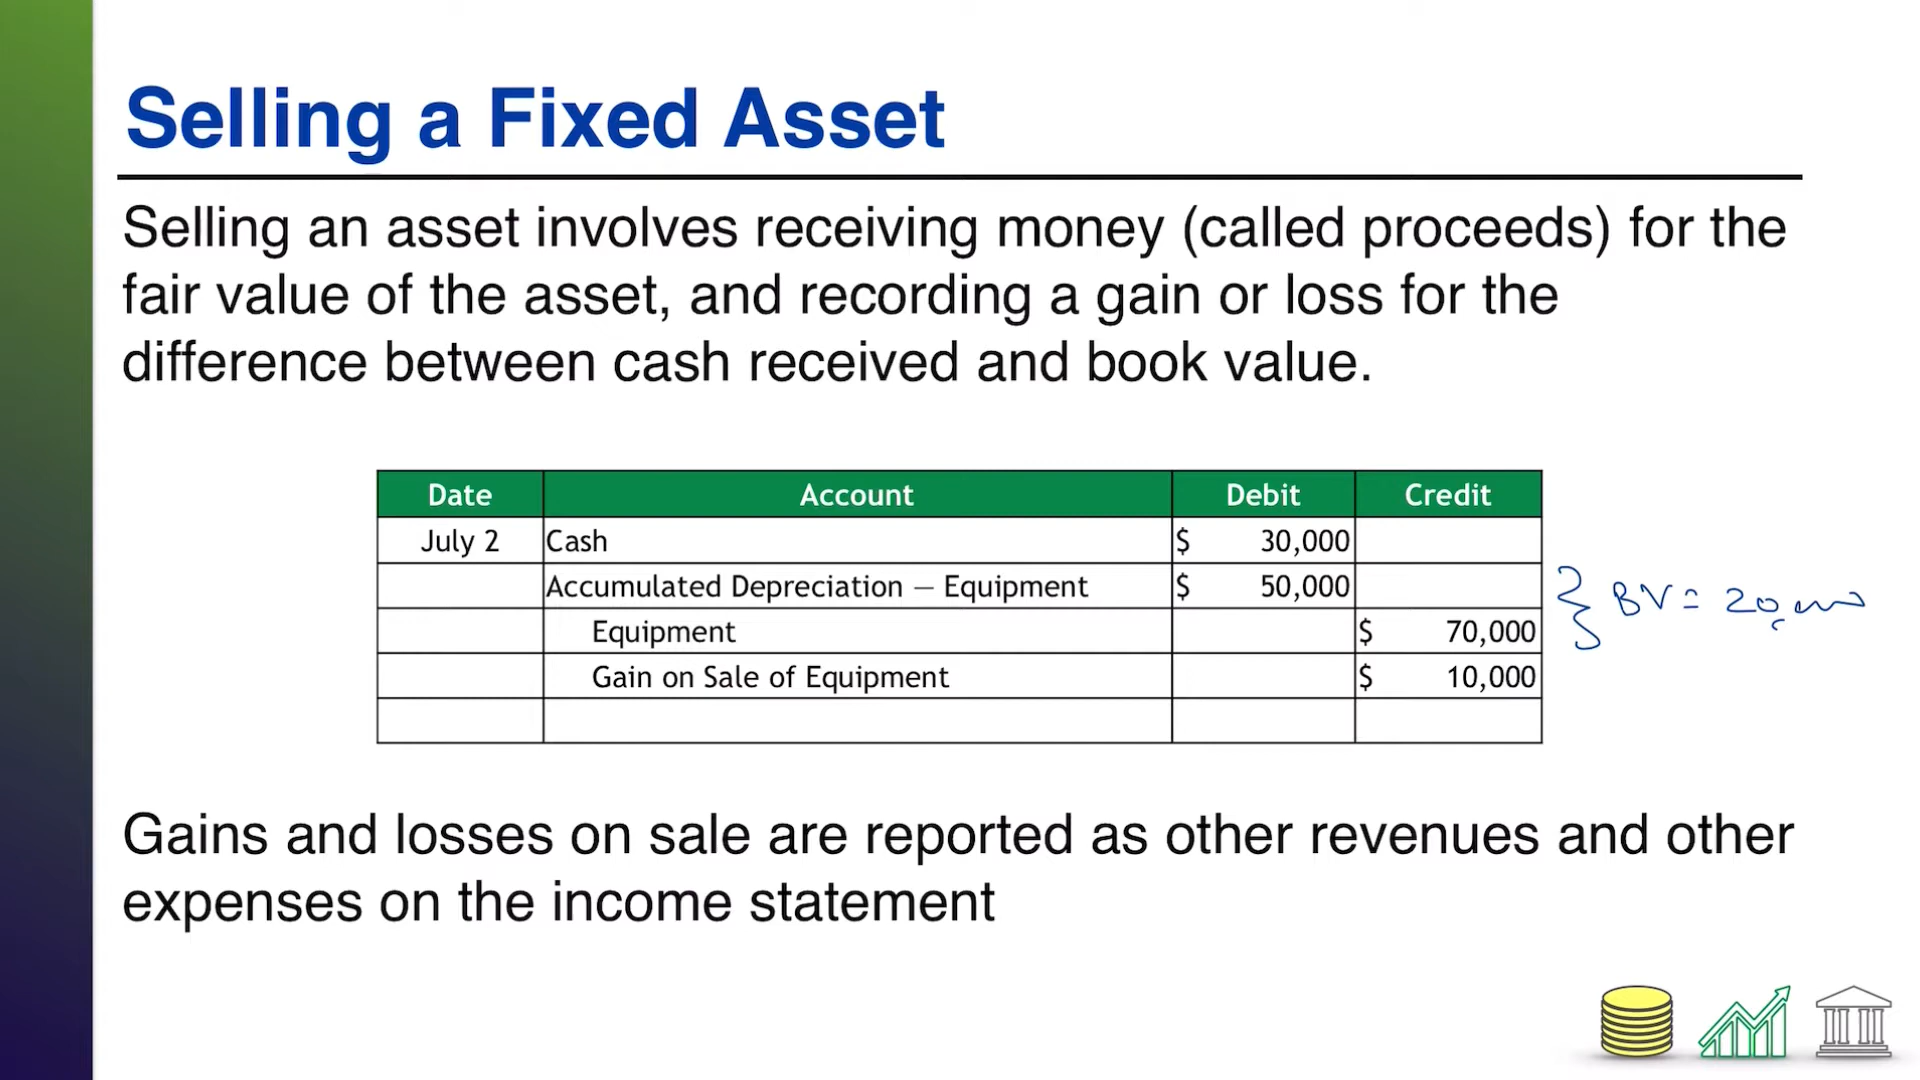 Selling a Fixed Asset
Selling an asset involves receiving money (called proceeds) for the
fair value of the asset, and recording a gain or loss for the
difference between cash received and book value.
Date Account Debit Credit
July 2 Cash $ 30,000
Accumulated Depreciation — Equipment $ 50,000
BV = 20,000
Equipment $ 70,000
Gain on Sale of Equipment $ 10,000
Gains and losses on sale are reported as other revenues and other
expenses on the income statement